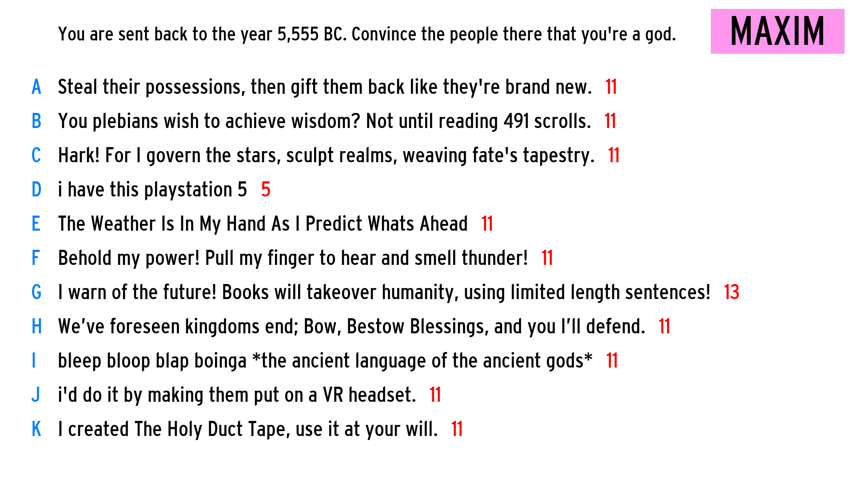 You are sent back to the year 5,555 BC. Convince the people there that you're a god.
MAXIM
A Steal their possessions, then gift them back like they're brand new. 11
B You plebians wish to achieve wisdom? Not until reading 491 scrolls. 11
C Hark! For I govern the stars, sculpt realms, weaving fate's tapestry. 11
D i have this playstation 5 5
E The Weather Is In My Hand As I Predict Whats Ahead 11
F Behold my power! Pull my finger to hear and smell thunder! 11
G I warn of the future! Books will takeover humanity, using limited length sentences! 13
H We’ve foreseen kingdoms end; Bow, Bestow Blessings, and you I’ll defend. 11
I bleep bloop blap boinga *the ancient language of the ancient gods* 11
J i'd do it by making them put on a VR headset. 11
K I created The Holy Duct Tape, use it at your will. 11